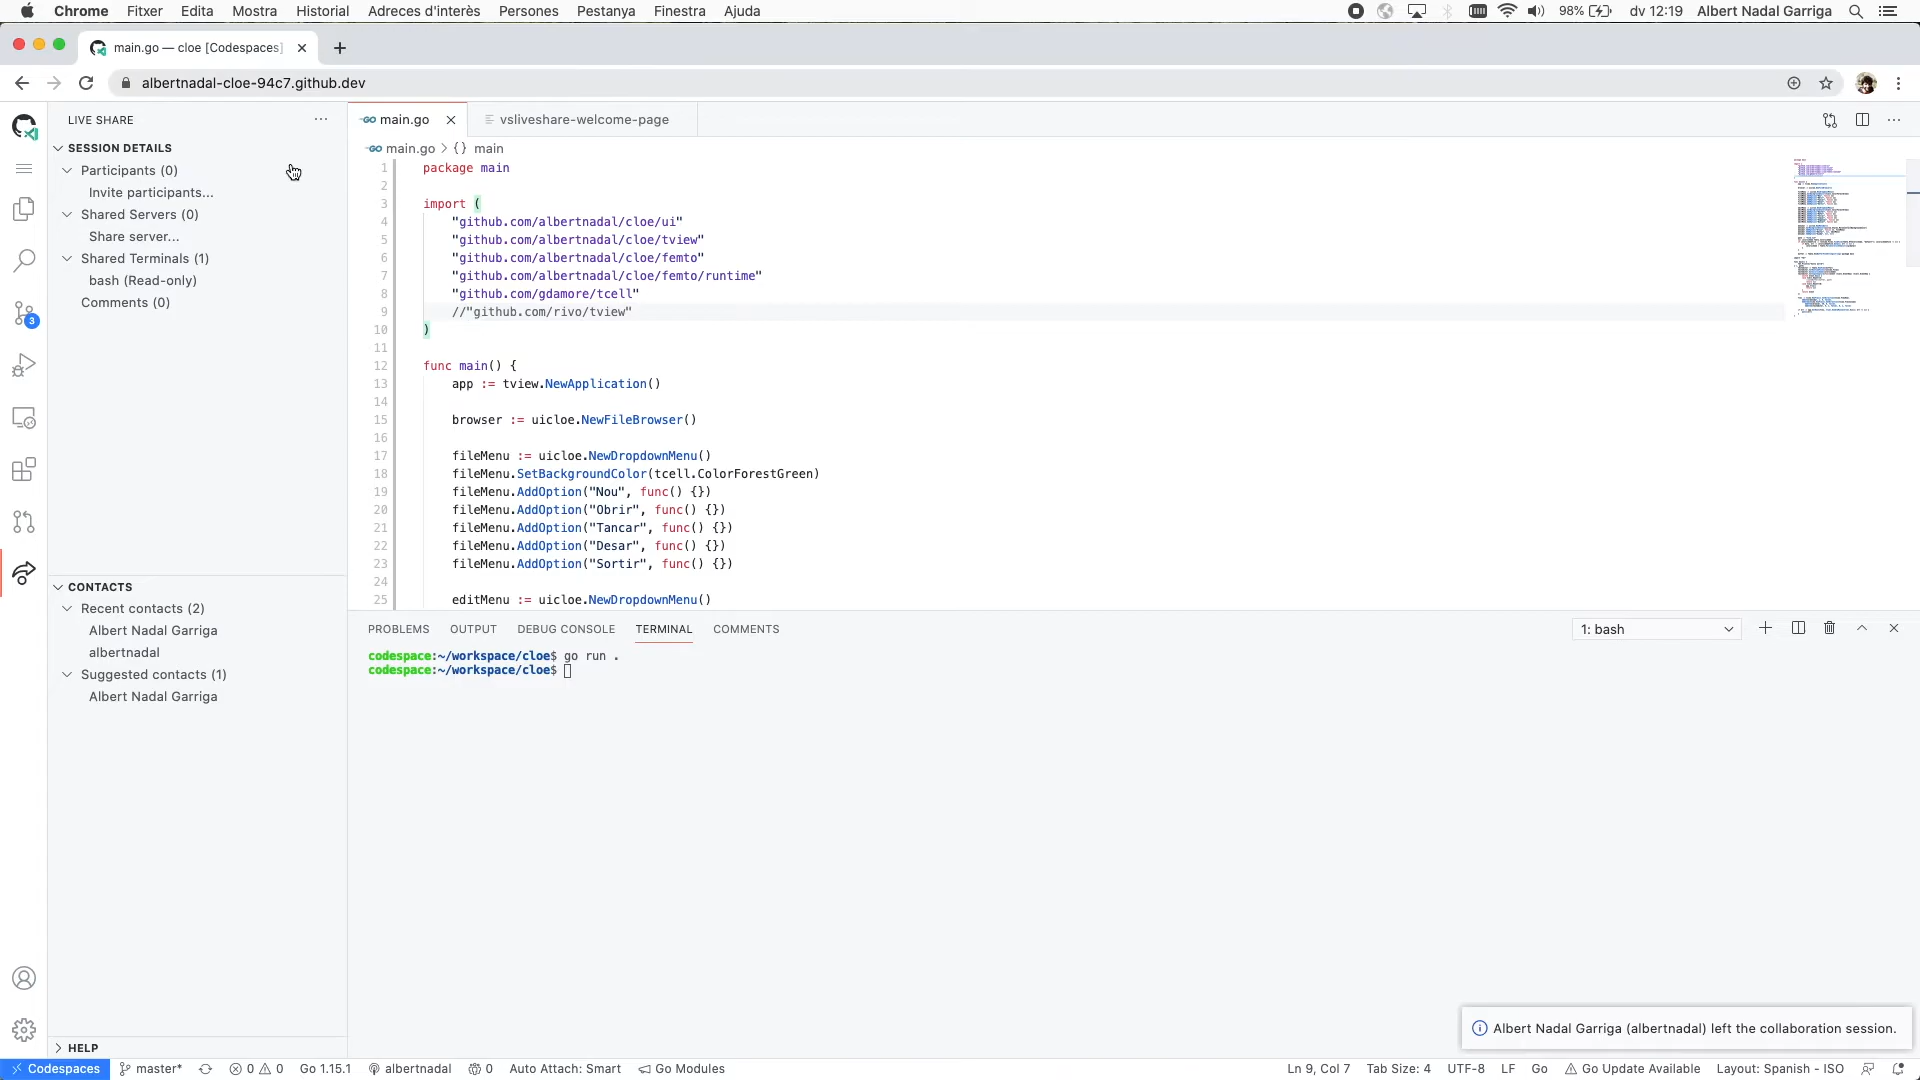 Chrome Fitxer Edita Mostra Historial Adreces d'interès Persones Pestanya Finestra Ajuda 98% dv 12:19 Albert Nadal Garriga
main.go — cloe [Codespaces]
albertnadal-cloe-94c7.github.dev
LIVE SHARE
SESSION DETAILS
Participants (0)
Invite participants...
Shared Servers (0)
Share server...
Shared Terminals (1)
bash (Read-only)
Comments (0)
3
CONTACTS
Recent contacts (2)
Albert Nadal Garriga
albertnadal
Suggested contacts (1)
Albert Nadal Garriga
HELP
main.go vsliveshare-welcome-page
main.go > {} main
1 package main
2
3 import (
4 "github.com/albertnadal/cloe/ui"
5 "github.com/albertnadal/cloe/tview"
6 "github.com/albertnadal/cloe/femto"
7 "github.com/albertnadal/cloe/femto/runtime"
8 "github.com/gdamore/tcell"
9 //"github.com/rivo/tview"
10 )
11
12 func main() {
13 app := tview.NewApplication()
14
15 browser := uicloe.NewFileBrowser()
16
17 fileMenu := uicloe.NewDropdownMenu()
18 fileMenu.SetBackgroundColor(tcell.ColorForestGreen)
19 fileMenu.AddOption("Nou", func() {})
20 fileMenu.AddOption("Obrir", func() {})
21 fileMenu.AddOption("Tancar", func() {})
22 fileMenu.AddOption("Desar", func() {})
23 fileMenu.AddOption("Sortir", func() {})
24
25 editMenu := uicloe.NewDropdownMenu()
PROBLEMS OUTPUT DEBUG CONSOLE TERMINAL COMMENTS 1: bash
codespace:~/workspace/cloe$ go run .
codespace:~/workspace/cloe$
Albert Nadal Garriga (albertnadal) left the collaboration session.
Codespaces master* 0 0 Go 1.15.1 albertnadal 0 Auto Attach: Smart Go Modules Ln 9, Col 7 Tab Size: 4 UTF-8 LF Go Go Update Available Layout: Spanish - ISO